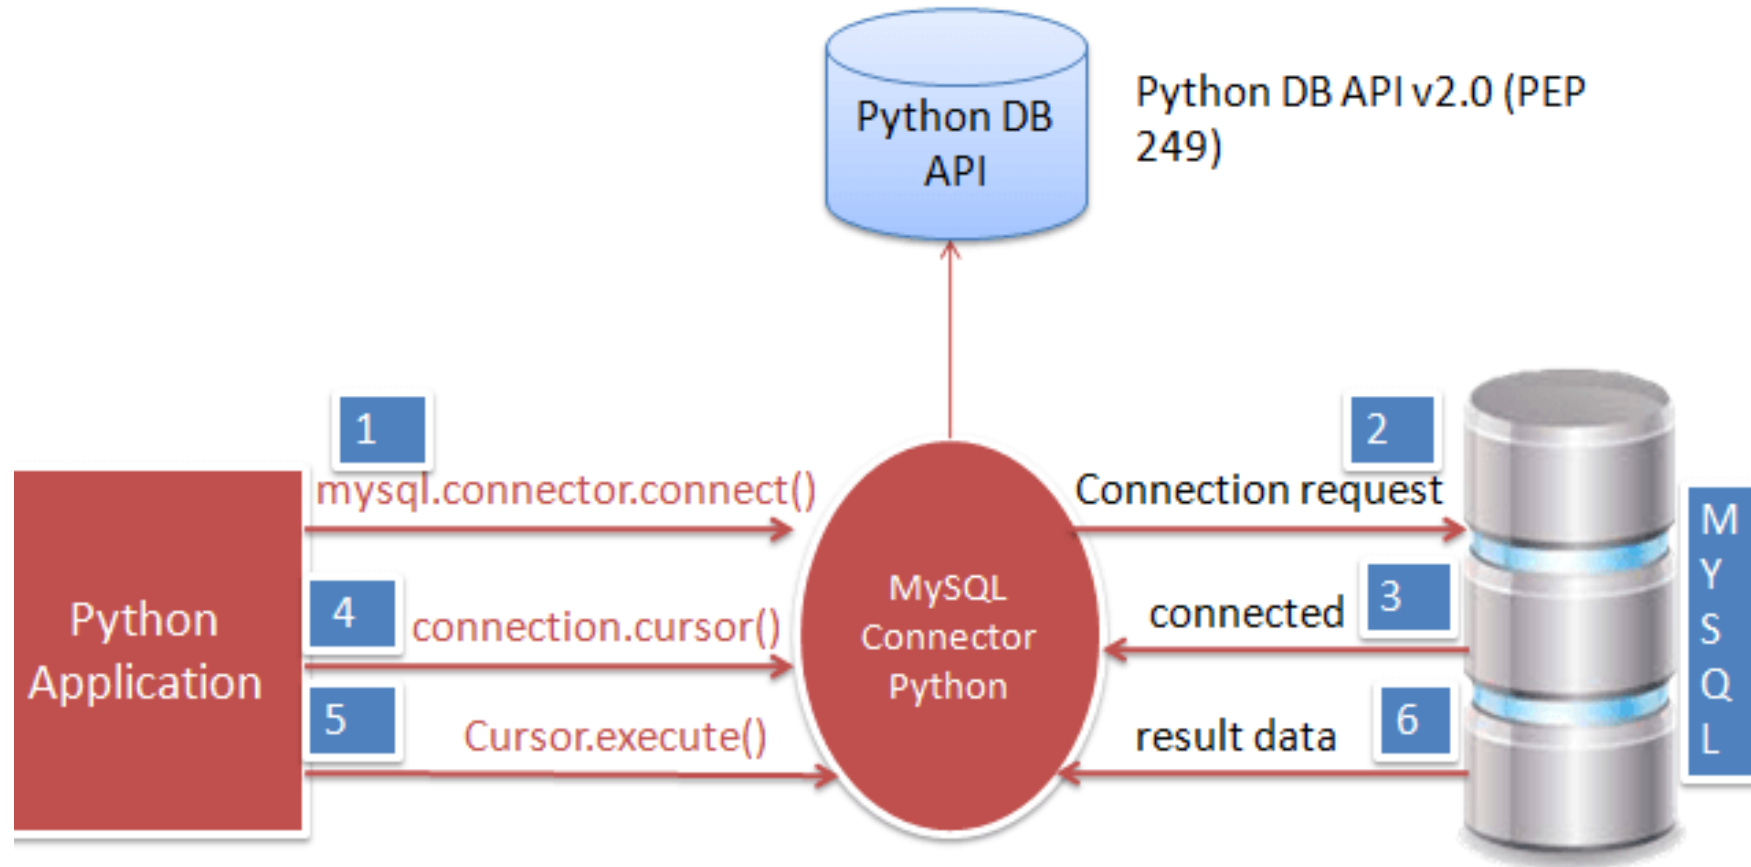 Python DB
API
Python DB API v2.0 (PEP
249)
1
mysql.connector.connect()
2
Connection request
4
connection.cursor()
3
connected
5
Cursor.execute()
6
result data
Python
Application
MySQL
Connector
Python
M
Y
S
Q
L